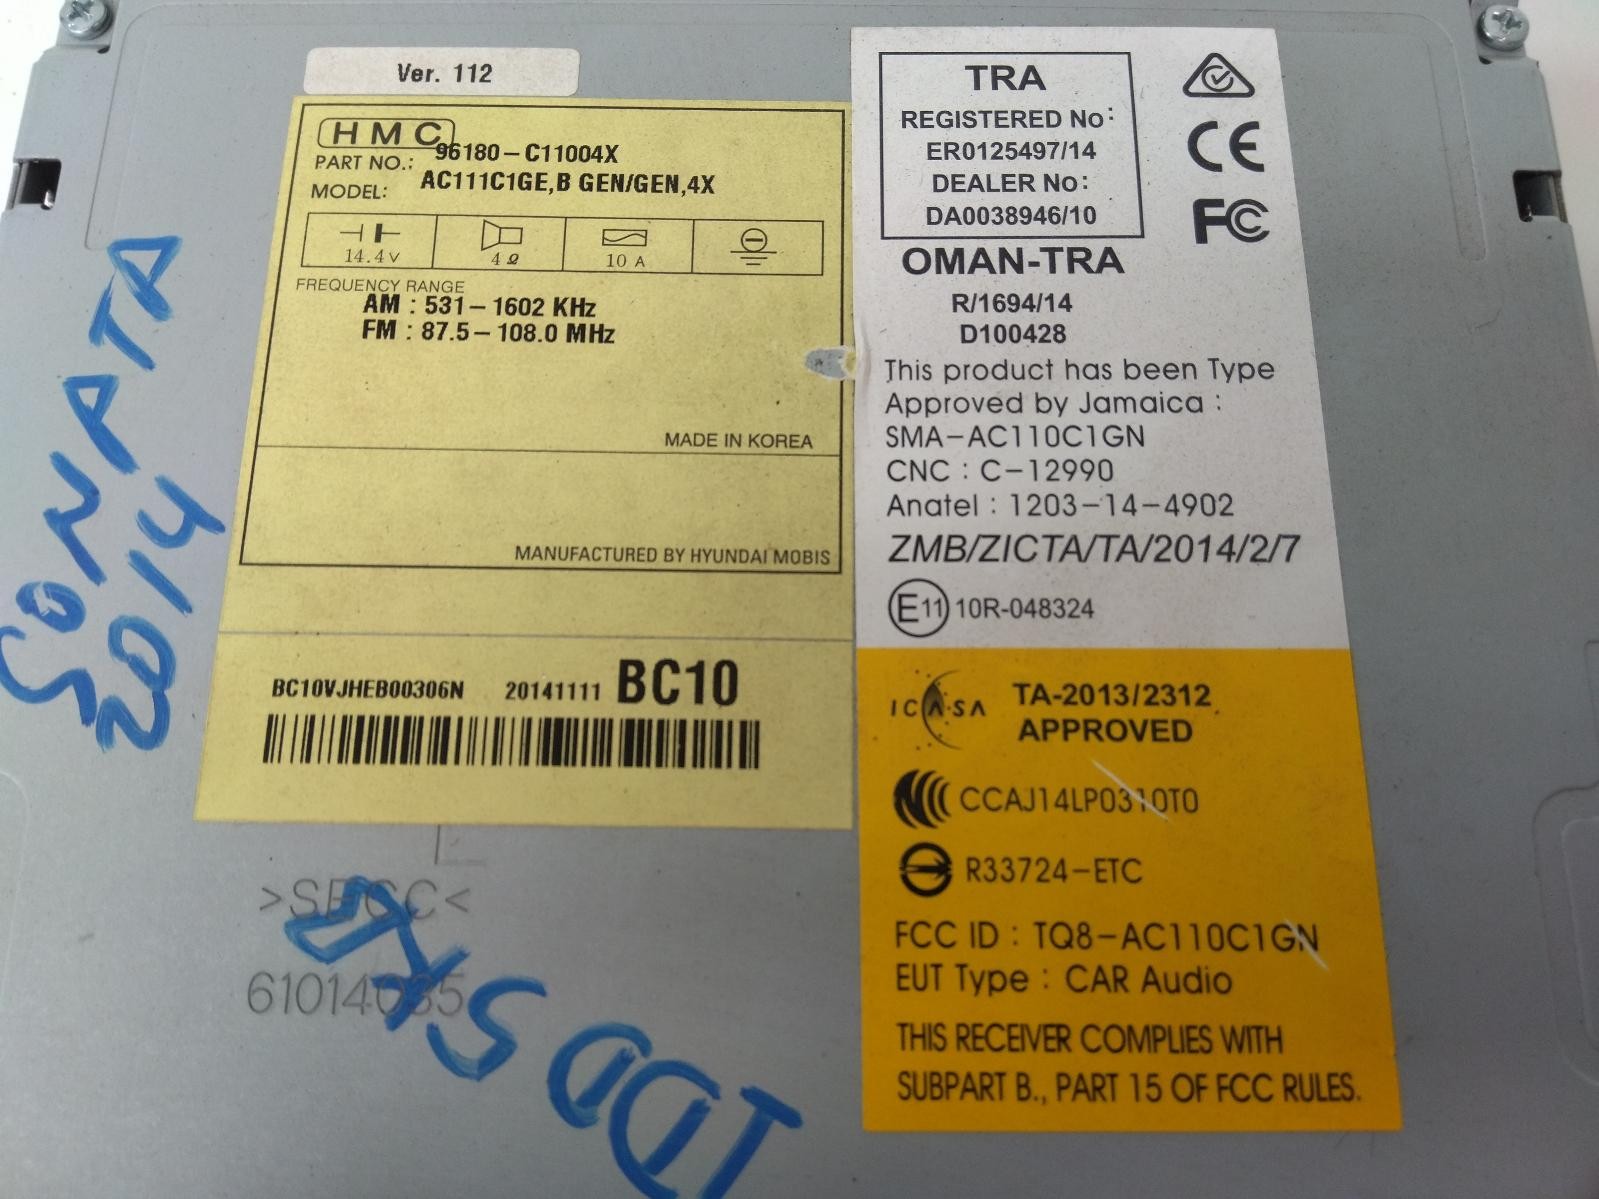 Ver. 112
HMC
PART NO.: 96180-C11004X
MODEL: AC111C1GE,B GEN/GEN,4X
14.4V 4Ω 10A
FREQUENCY RANGE
AM : 531-1602 KHz
FM : 87.5-108.0 MHz
MADE IN KOREA
MANUFACTURED BY HYUNDAI MOBIS
BC10VJHEB00306N 20141111 BC10
TRA
REGISTERED No:
ER0125497/14
DEALER No:
DA0038946/10
CE
FC
OMAN-TRA
R/1694/14
D100428
This product has been Type
Approved by Jamaica :
SMA-AC110C1GN
CNC : C-12990
Anatel : 1203-14-4902
ZMB/ZICTA/TA/2014/2/7
E11 10R-048324
ICASA TA-2013/2312
APPROVED
CCAJ14LP0310T0
R33724-ETC
FCC ID : TQ8-AC110C1GN
EUT Type : CAR Audio
THIS RECEIVER COMPLIES WITH
SUBPART B., PART 15 OF FCC RULES.
SONATA
2014
>SECC<
61014035